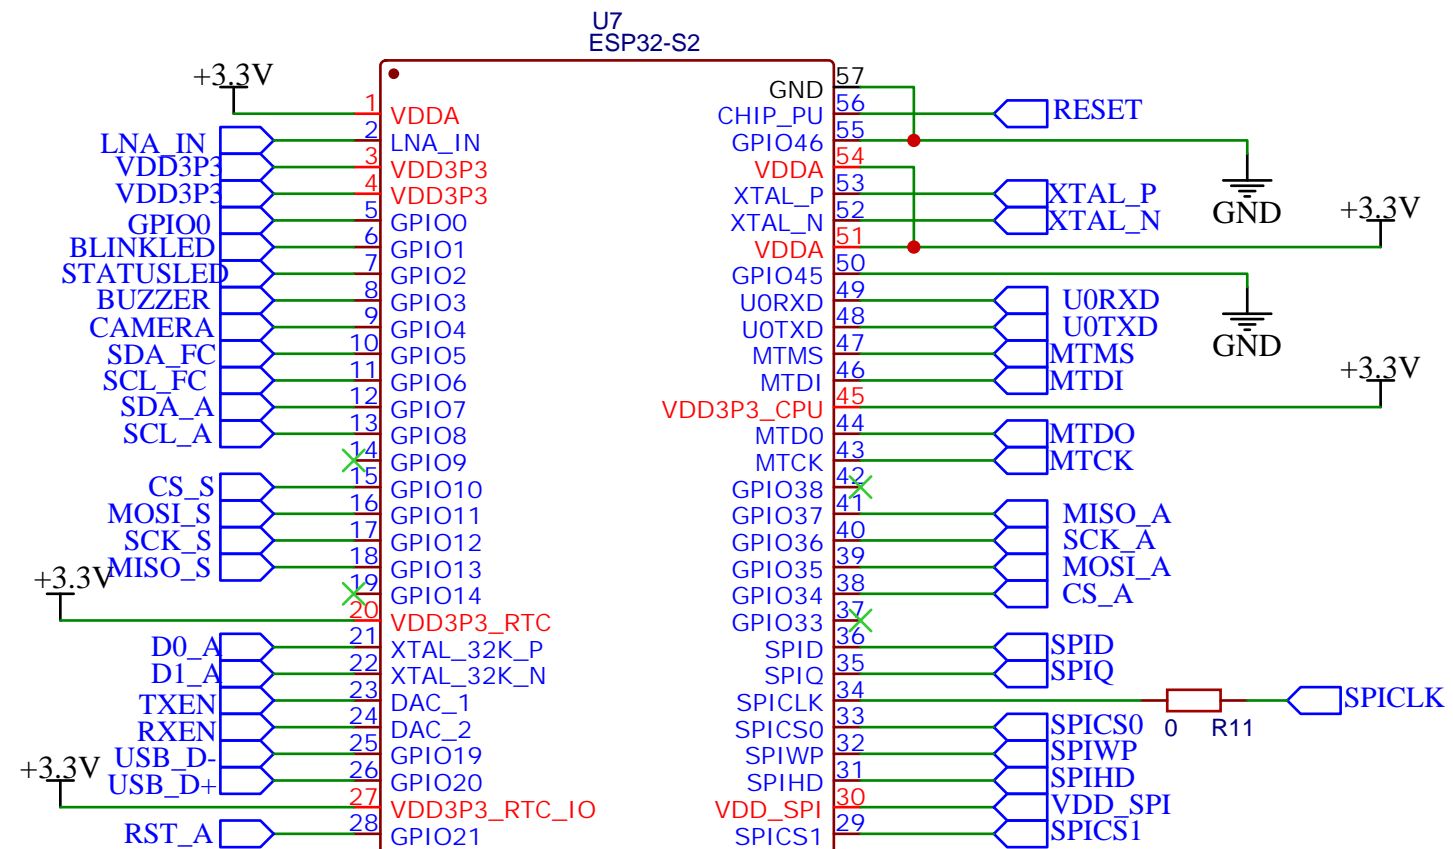 U7
ESP32-S2
+3.3V
1 VDDA
LNA_IN 2 LNA_IN
VDD3P3 3 VDD3P3
VDD3P3 4 VDD3P3
GPIO0 5 GPIO0
BLINKLED 6 GPIO1
STATUSLED 7 GPIO2
BUZZER 8 GPIO3
CAMERA 9 GPIO4
SDA_FC 10 GPIO5
SCL_FC 11 GPIO6
SDA_A 12 GPIO7
SCL_A 13 GPIO8
14 GPIO9
CS_S 15 GPIO10
MOSI_S 16 GPIO11
SCK_S 17 GPIO12
MISO_S 18 GPIO13
19 GPIO14
+3.3V
20 VDD3P3_RTC
D0_A 21 XTAL_32K_P
D1_A 22 XTAL_32K_N
TXEN 23 DAC_1
RXEN 24 DAC_2
USB_D- 25 GPIO19
USB_D+ 26 GPIO20
+3.3V
27 VDD3P3_RTC_IO
RST_A 28 GPIO21
GND 57
CHIP_PU 56 RESET
GPIO46 55
GND
VDDA 54
XTAL_P 53 XTAL_P
XTAL_N 52 XTAL_N
+3.3V
VDDA 51
GPIO45 50
GND
U0RXD 49 U0RXD
U0TXD 48 U0TXD
MTMS 47 MTMS
MTDI 46 MTDI
+3.3V
VDD3P3_CPU 45
MTD0 44 MTDO
MTCK 43 MTCK
GPIO38 42
GPIO37 41 MISO_A
GPIO36 40 SCK_A
GPIO35 39 MOSI_A
GPIO34 38 CS_A
GPIO33 37
SPID 36 SPID
SPIQ 35 SPIQ
SPICLK 34 SPICLK
0 R11
SPICS0 33 SPICS0
SPIWP 32 SPIWP
SPIHD 31 SPIHD
VDD_SPI 30 VDD_SPI
SPICS1 29 SPICS1